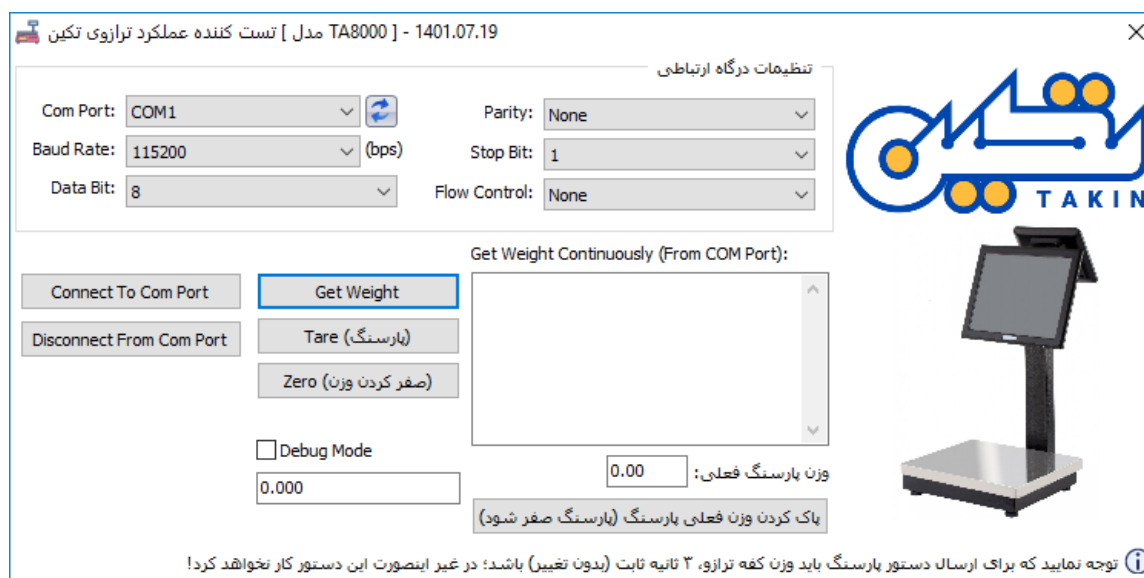 تست کننده عملکرد ترازوی تکین [ مدل TA8000 ] - 1401.07.19
تنظیمات درگاه ارتباطی
Com Port: COM1
Parity: None
Baud Rate: 115200 (bps)
Stop Bit: 1
Data Bit: 8
Flow Control: None
تکین
TAKIN
Get Weight Continuously (From COM Port):
Connect To Com Port
Get Weight
Disconnect From Com Port
Tare (پارسنگ)
Zero (صفر کردن وزن)
Debug Mode
0.000
وزن پارسنگ فعلی: 0.00
پاک کردن وزن فعلی پارسنگ (پارسنگ صفر شود)
توجه نمایید که برای ارسال دستور پارسنگ باید وزن کفه ترازو، ۳ ثانیه ثابت (بدون تغییر) باشد؛ در غیر اینصورت این دستور کار نخواهد کرد!